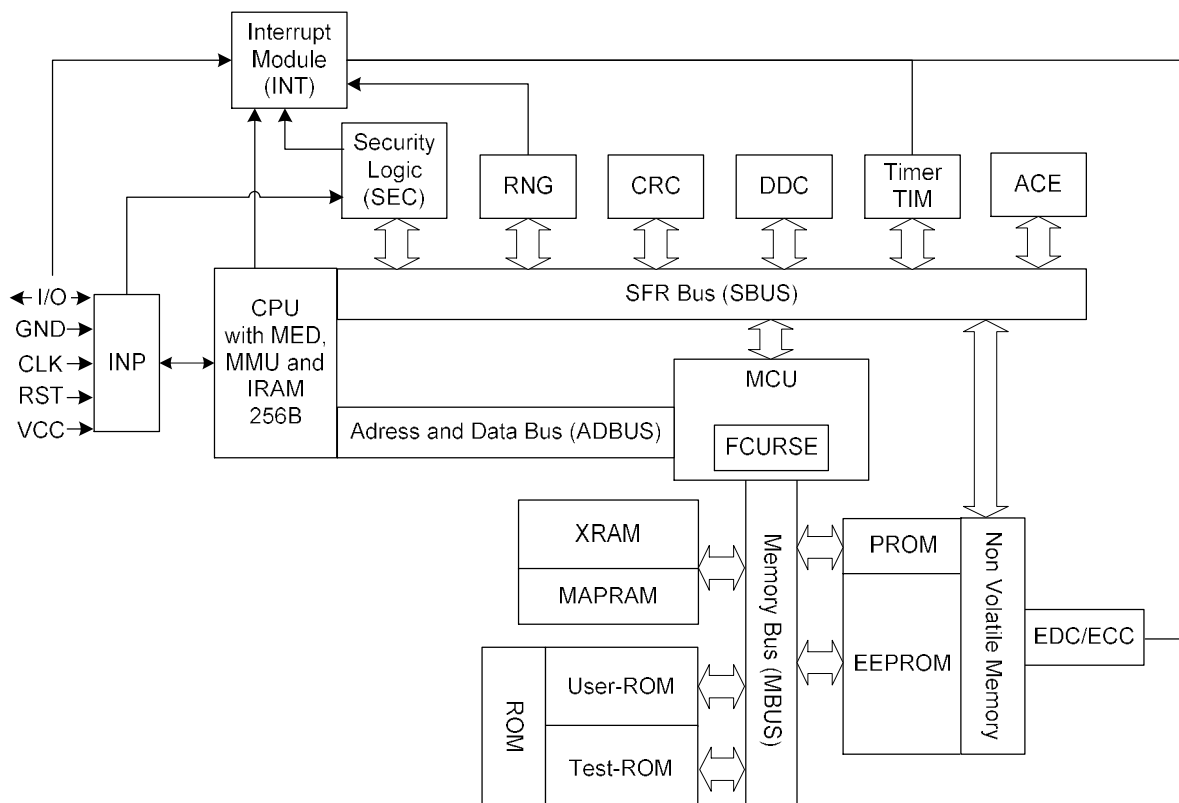 Interrupt
Module
(INT)
Security
Logic
(SEC)
RNG
CRC
DDC
Timer
TIM
ACE
I/O
GND
CLK
RST
VCC
INP
CPU
with MED,
MMU and
IRAM
256B
SFR Bus (SBUS)
MCU
FCURSE
Adress and Data Bus (ADBUS)
XRAM
MAPRAM
Memory Bus (MBUS)
PROM
EEPROM
Non Volatile Memory
EDC/ECC
ROM
User-ROM
Test-ROM